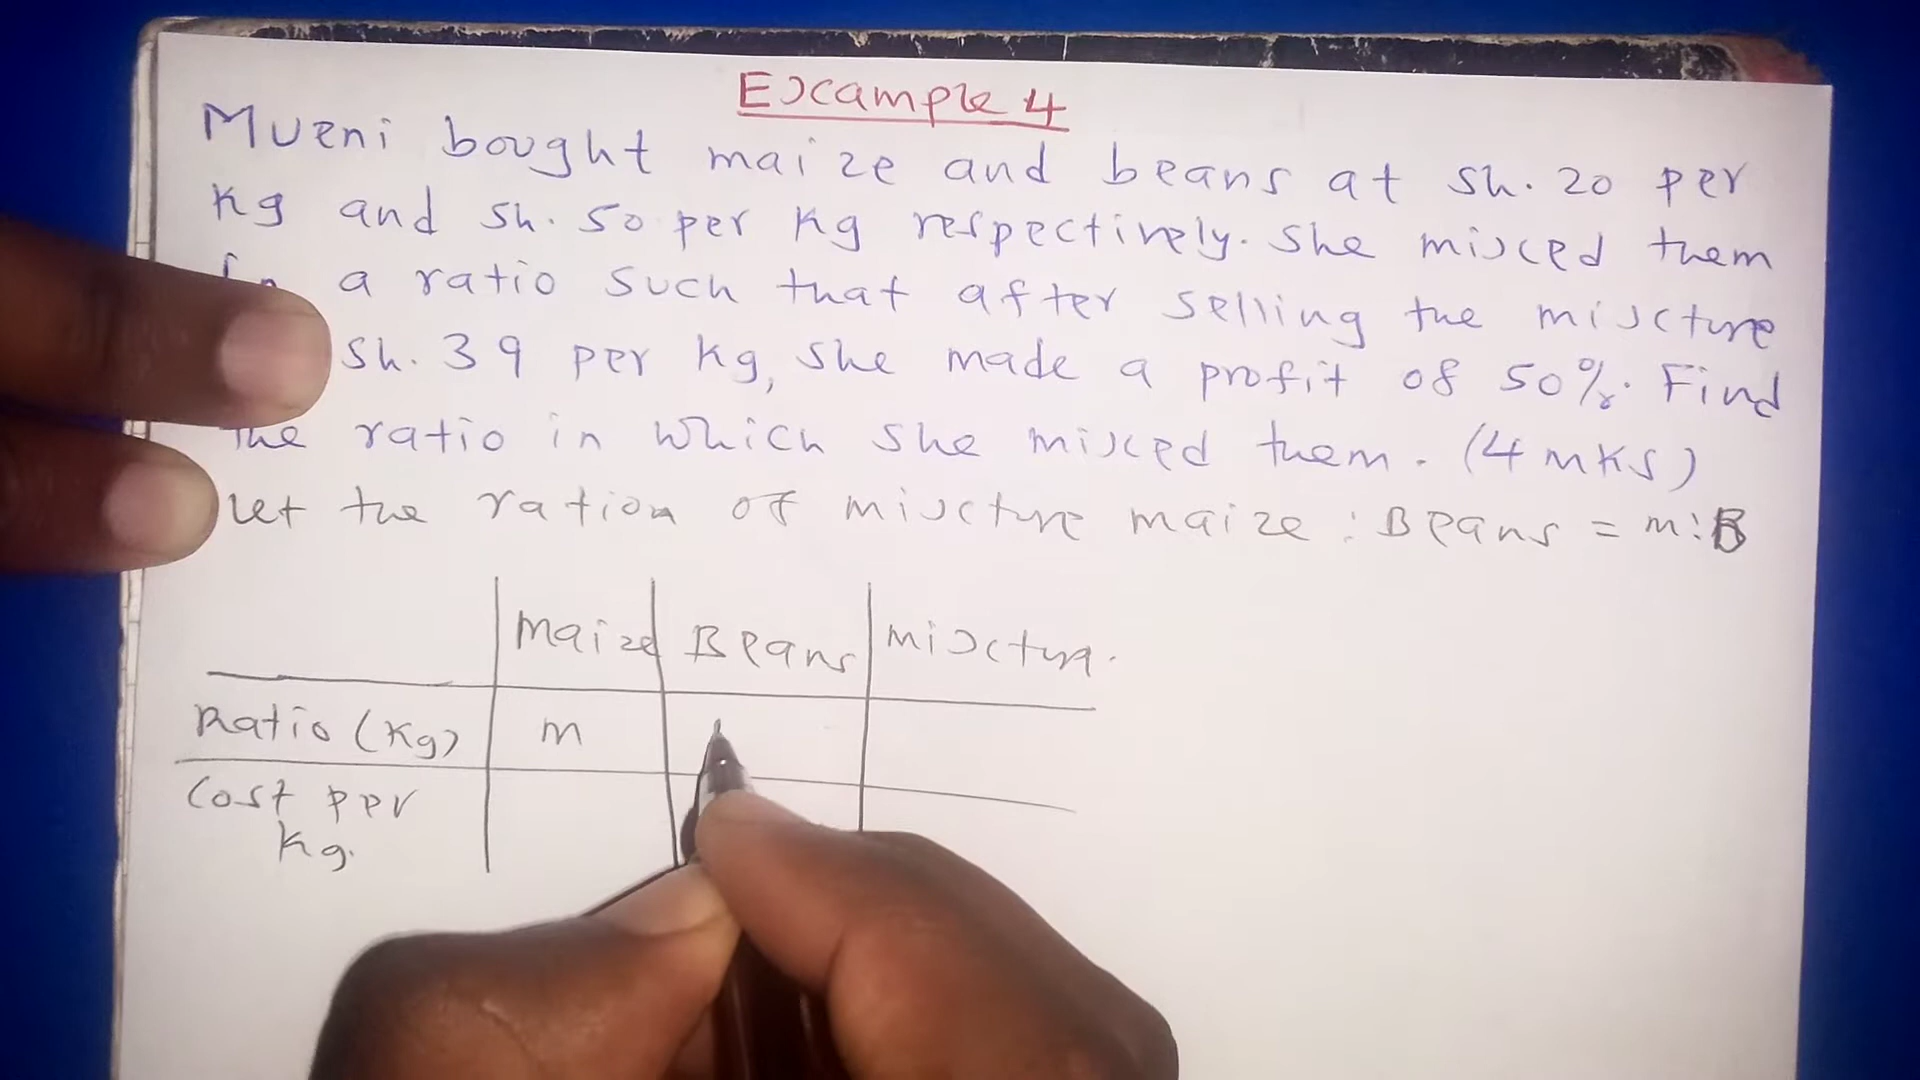 Example 4
Mueni bought maize and beans at sh. 20 per
kg and sh. 50 per kg respectively. She mixed them
in a ratio such that after selling the mixture
sh. 39 per kg, she made a profit of 50%. Find
the ratio in which she mixed them. (4 mks)
Let the ration of mixture maize : Beans = m:B
Maize Beans mixture.
Ratio (kg) m
Cost per
kg.